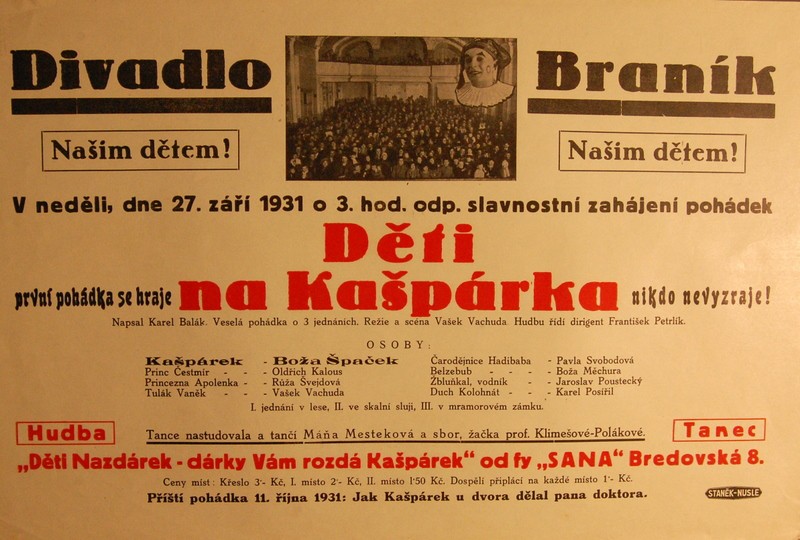 Divadlo Braník
Našim dětem! Našim dětem!
V neděli, dne 27. září 1931 o 3. hod. odp. slavnostní zahájení pohádek
Děti
první pohádka se hraje na Kašpárka nikdo nevyzraje!
Napsal Karel Balák. Veselá pohádka o 3 jednáních. Režie a scéna Vašek Vachuda. Hudbu řídí dirigent František Petrlík.
OSOBY:
Kašpárek - Boža Špaček Čarodějnice Hadibaba - Pavla Svobodová
Princ Čestmír - - - Oldřich Kalous Belzebub - - - - Boža Měchura
Princezna Apolenka - Růža Švejdová Žbluňkal, vodník - - Jaroslav Poustecký
Tulák Vaněk - - - Vašek Vachuda Duch Kolohnát - - - Karel Posířil
I. jednání v lese, II. ve skalní sluji, III. v mramorovém zámku.
Hudba Tance nastudovala a tančí Máňa Mesteková a sbor, žačka prof. Klimešové-Polákové. Tanec
„Děti Nazdárek - dárky Vám rozdá Kašpárek" od fy „SANA" Bredovská 8.
Ceny míst: Křeslo 3·- Kč, I. místo 2·- Kč, II. místo 1·50 Kč. Dospělí připlácí na každé místo 1·- Kč.
Příští pohádka 11. října 1931: Jak Kašpárek u dvora dělal pana doktora.
STANĚK-NUSLE